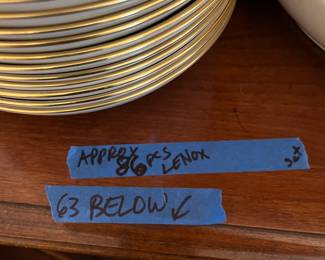 APPROX
86 pcs
LENOX
63 BELOW ↙